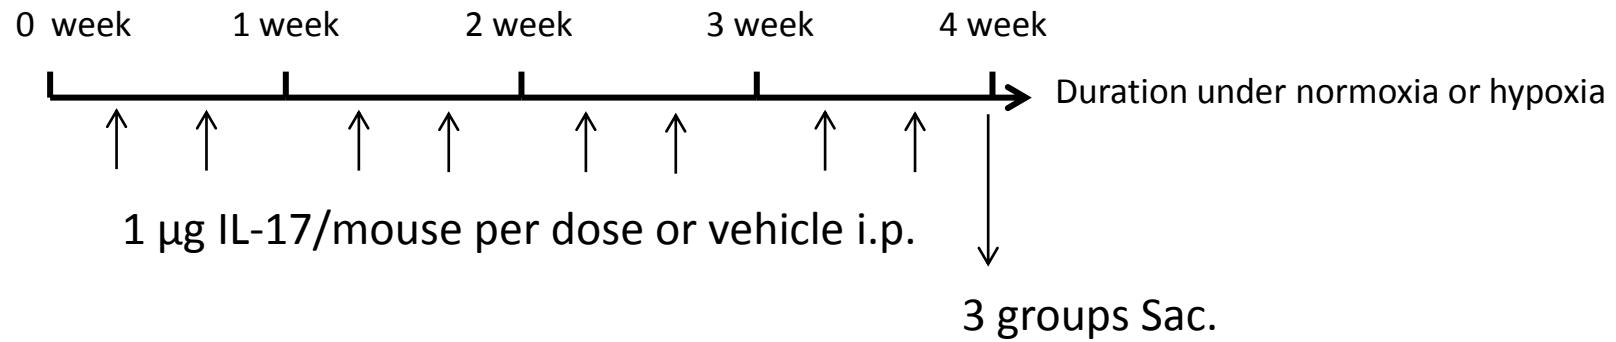 0 week 1 week 2 week 3 week 4 week
Duration under normoxia or hypoxia
1 μg IL-17/mouse per dose or vehicle i.p.
3 groups Sac.